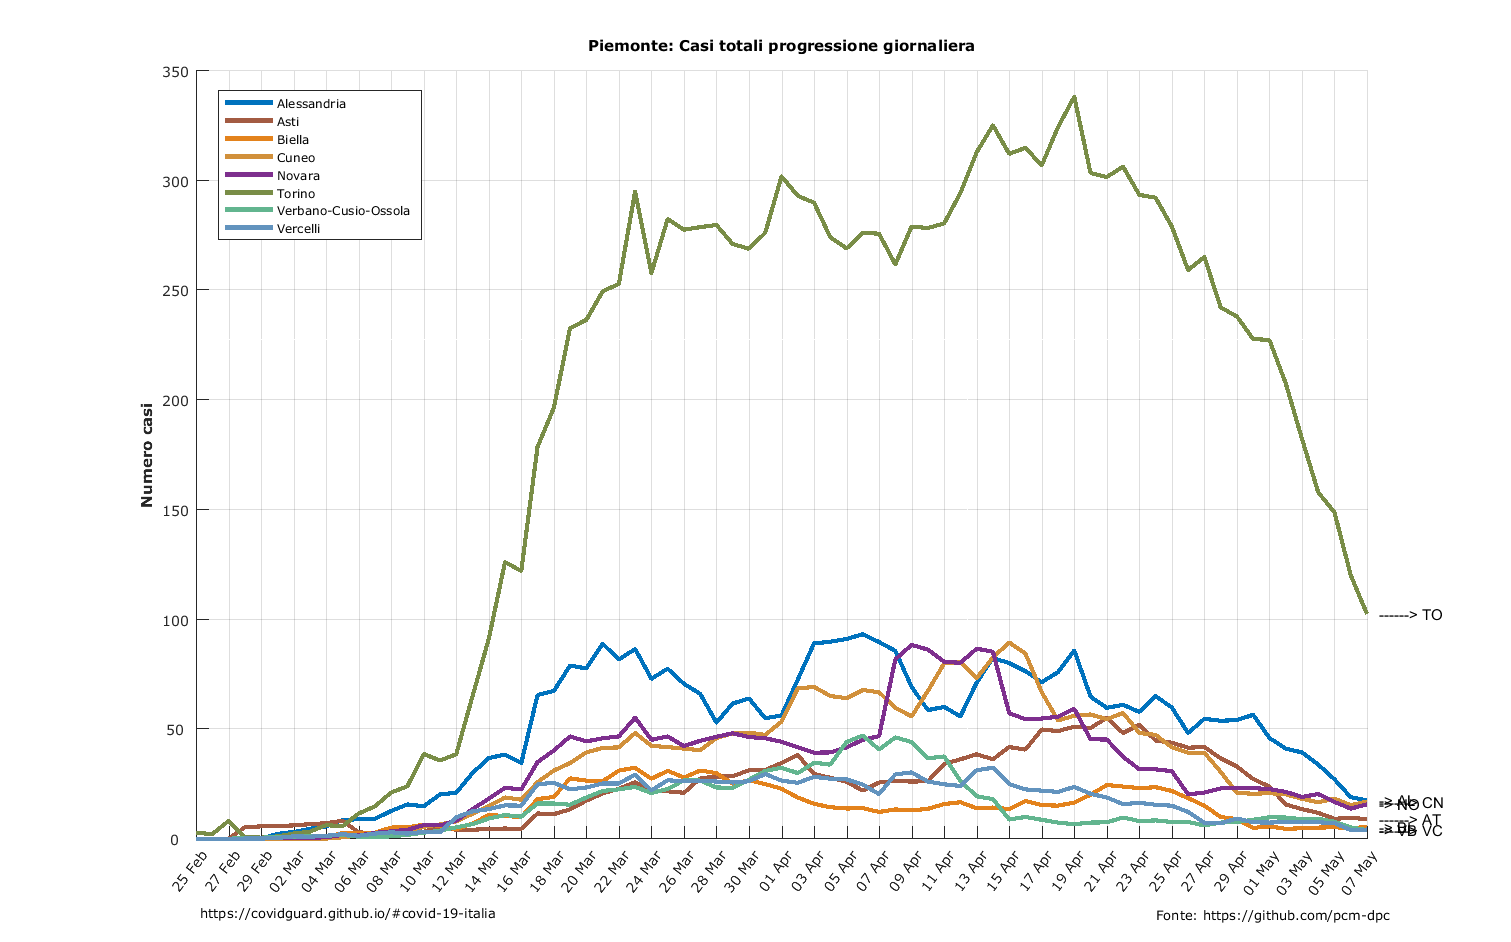 Piemonte: Casi totali progressione giornaliera
350
300
250
200
150
100
50
0
Numero casi
Alessandria
Asti
Biella
Cuneo
Novara
Torino
Verbano-Cusio-Ossola
Vercelli
------> TO
CN
------> AT
VC
25 Feb
27 Feb
29 Feb
02 Mar
04 Mar
06 Mar
08 Mar
10 Mar
12 Mar
14 Mar
16 Mar
18 Mar
20 Mar
22 Mar
24 Mar
26 Mar
28 Mar
30 Mar
01 Apr
03 Apr
05 Apr
07 Apr
09 Apr
11 Apr
13 Apr
15 Apr
17 Apr
19 Apr
21 Apr
23 Apr
25 Apr
27 Apr
29 Apr
01 May
03 May
05 May
07 May
https://covidguard.github.io/#covid-19-italia
Fonte: https://github.com/pcm-dpc